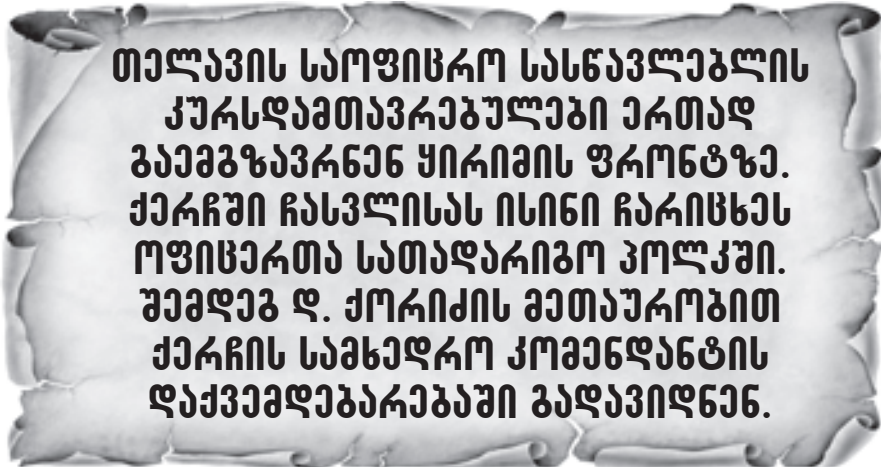 თელავის საოფიცრო სასწავლებლის
კურსდამთავრებულები ერთად
გაემგზავრნენ ყირიმის ფრონტზე.
ქერჩში ჩასვლისას ისინი ჩარიცხეს
ოფიცერთა სათადარიგო პოლკში.
შემდეგ დ. ქორიძის მეთაურობით
ქერჩის სამხედრო კომენდანტის
დაქვემდებარებაში გადავიდნენ.